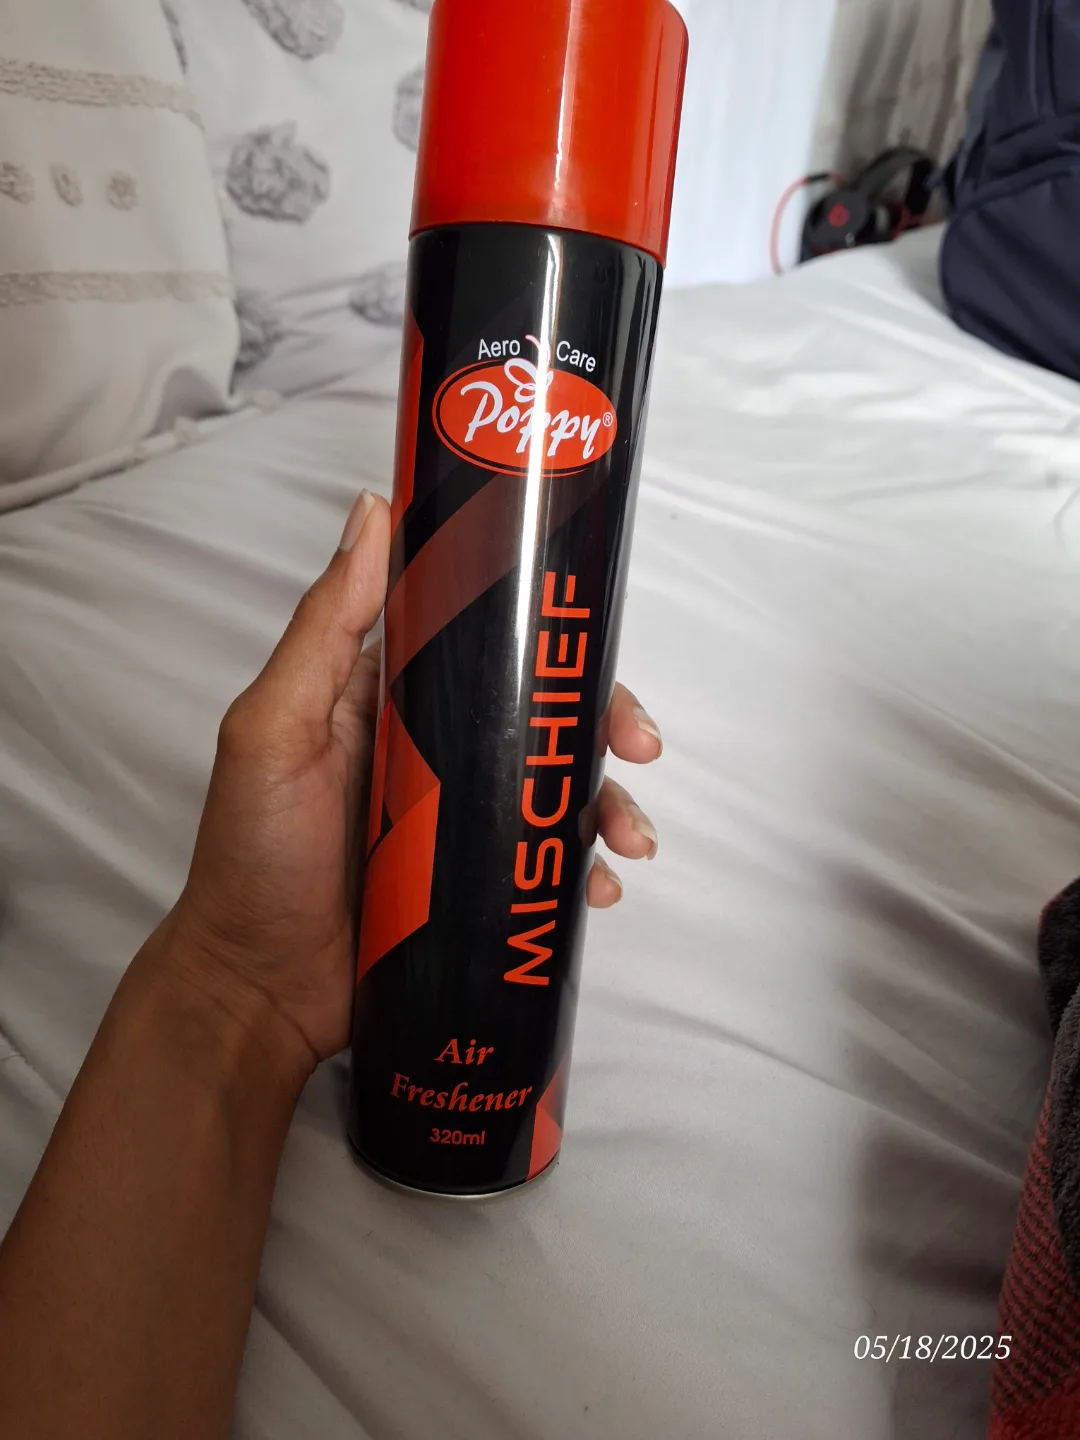 Aero Care
Poppy®
MISCHIEF
Air
Freshener
320ml
05/18/2025